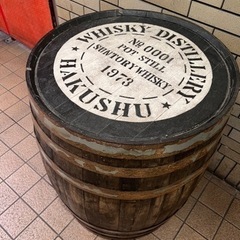 WHISKY DISTILLERY
No 0001
POT STILL
SUNTORY WHISKY
1973
HAKUSHU